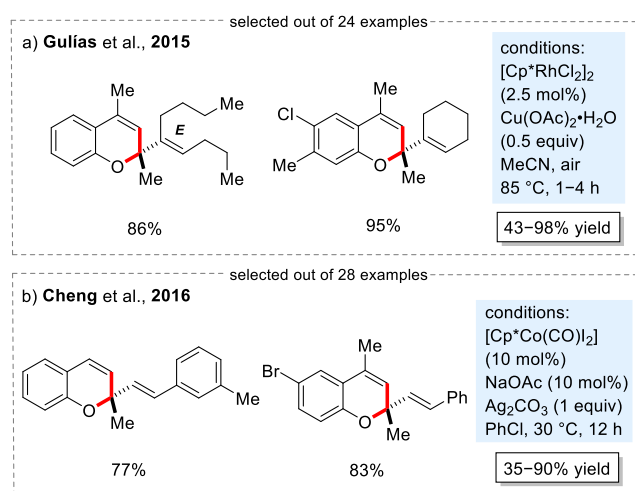 selected out of 24 examples
a) Gulías et al., 2015
Me
E
Me
O
Me
86%
Me
Cl
Me
O
Me
95%
conditions:
[Cp*RhCl2]2
(2.5 mol%)
Cu(OAc)2•H2O
(0.5 equiv)
MeCN, air
85 °C, 1−4 h
43−98% yield
selected out of 28 examples
b) Cheng et al., 2016
O
Me
Me
77%
Me
Br
O
Ph
Me
83%
conditions:
[Cp*Co(CO)I2]
(10 mol%)
NaOAc (10 mol%)
Ag2CO3 (1 equiv)
PhCl, 30 °C, 12 h
35−90% yield